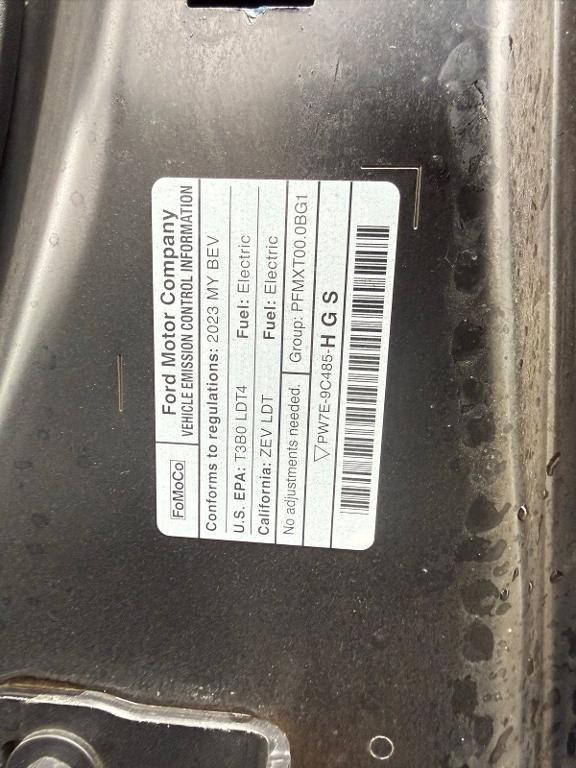 FoMoCo
Ford Motor Company
VEHICLE EMISSION CONTROL INFORMATION
Conforms to regulations: 2023 MY BEV
U.S. EPA: T3B0 LDT4 Fuel: Electric
California: ZEV LDT Fuel: Electric
No adjustments needed. Group: PFMXT00.0BG1
▽PW7E-9C485-H G S